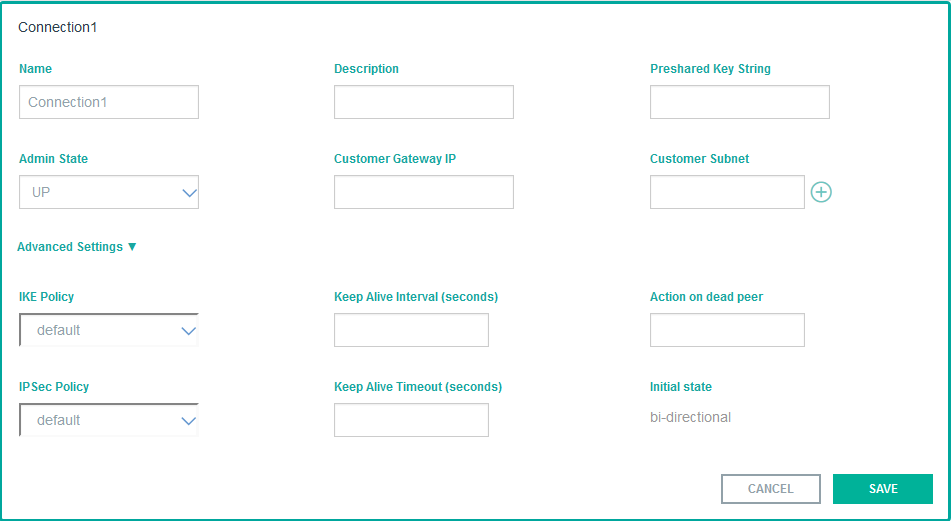 Connection1
Name
Description
Preshared Key String
Connection1
Admin State
Customer Gateway IP
Customer Subnet
UP
Advanced Settings ▼
IKE Policy
Keep Alive Interval (seconds)
Action on dead peer
default
IPSec Policy
Keep Alive Timeout (seconds)
Initial state
default
bi-directional
CANCEL
SAVE